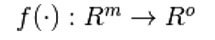 f(·) : R^m → R^o